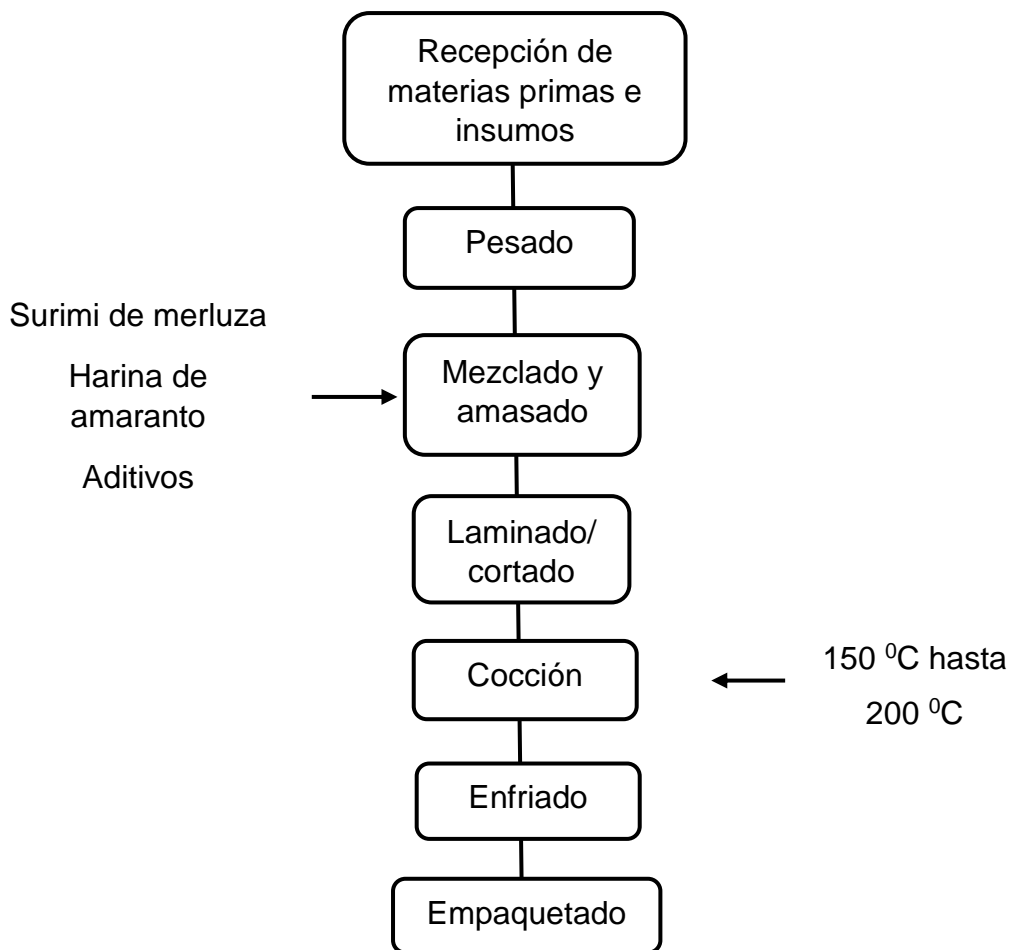 Recepción de
materias primas e
insumos
Pesado
Surimi de merluza
Harina de
amaranto
Aditivos
Mezclado y
amasado
Laminado/
cortado
Cocción
150 ⁰C hasta
200 ⁰C
Enfriado
Empaquetado